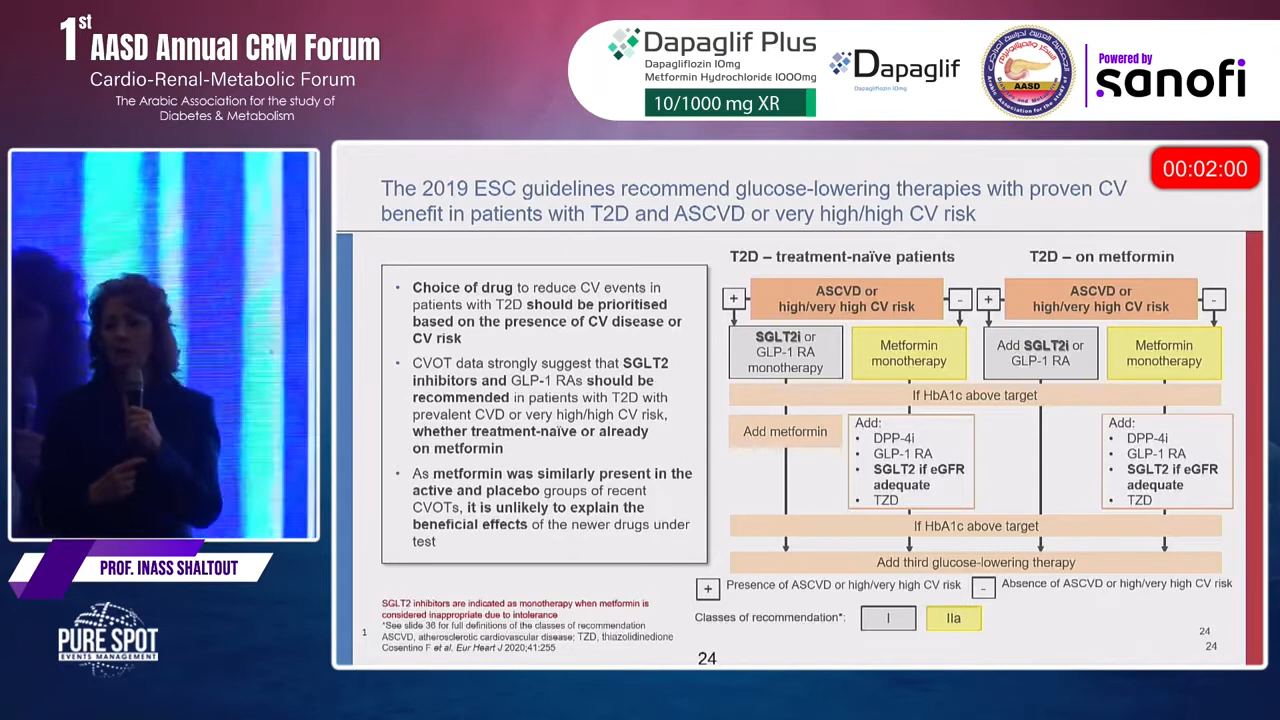 1st
AASD Annual CRM Forum
Cardio-Renal-Metabolic Forum
The Arabic Association for the study of
Diabetes & Metabolism
Dapaglif Plus
Dapagliflozin 10mg
Metformin Hydrochloride 1000mg
10/1000 mg XR
Dapaglif
Dapagliflozin 10mg
AASD
Powered by
sanofi
00:02:00
The 2019 ESC guidelines recommend glucose-lowering therapies with proven CV
benefit in patients with T2D and ASCVD or very high/high CV risk
• Choice of drug to reduce CV events in
patients with T2D should be prioritised
based on the presence of CV disease or
CV risk
• CVOT data strongly suggest that SGLT2
inhibitors and GLP-1 RAs should be
recommended in patients with T2D with
prevalent CVD or very high/high CV risk,
whether treatment-naïve or already
on metformin
• As metformin was similarly present in the
active and placebo groups of recent
CVOTs, it is unlikely to explain the
beneficial effects of the newer drugs under
test
T2D – treatment-naïve patients
T2D – on metformin
+
ASCVD or
high/very high CV risk
-
+
ASCVD or
high/very high CV risk
-
SGLT2i or
GLP-1 RA
monotherapy
Metformin
monotherapy
Add SGLT2i or
GLP-1 RA
Metformin
monotherapy
If HbA1c above target
Add metformin
Add:
• DPP-4i
• GLP-1 RA
• SGLT2 if eGFR
adequate
• TZD
Add:
• DPP-4i
• GLP-1 RA
• SGLT2 if eGFR
adequate
• TZD
If HbA1c above target
Add third glucose-lowering therapy
+ Presence of ASCVD or high/very high CV risk
- Absence of ASCVD or high/very high CV risk
Classes of recommendation*: I IIa
SGLT2 inhibitors are indicated as monotherapy when metformin is
considered inappropriate due to intolerance
*See slide 36 for full definitions of the classes of recommendation
ASCVD, atherosclerotic cardiovascular disease; TZD, thiazolidinedione
Cosentino F et al. Eur Heart J 2020;41:255
1
24
24
24
PROF. INASS SHALTOUT
PURE SPOT
EVENTS MANAGEMENT